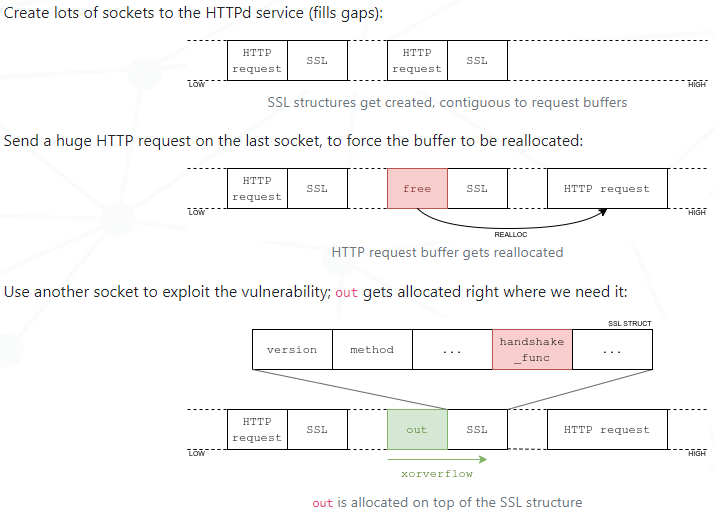 Create lots of sockets to the HTTPd service (fills gaps):
HTTP request SSL HTTP request SSL
LOW HIGH
SSL structures get created, contiguous to request buffers
Send a huge HTTP request on the last socket, to force the buffer to be reallocated:
HTTP request SSL free SSL HTTP request
LOW HIGH
REALLOC
HTTP request buffer gets reallocated
Use another socket to exploit the vulnerability; out gets allocated right where we need it:
SSL STRUCT
version method ... handshake _func ...
HTTP request SSL out SSL HTTP request
LOW HIGH
xorverflow
out is allocated on top of the SSL structure